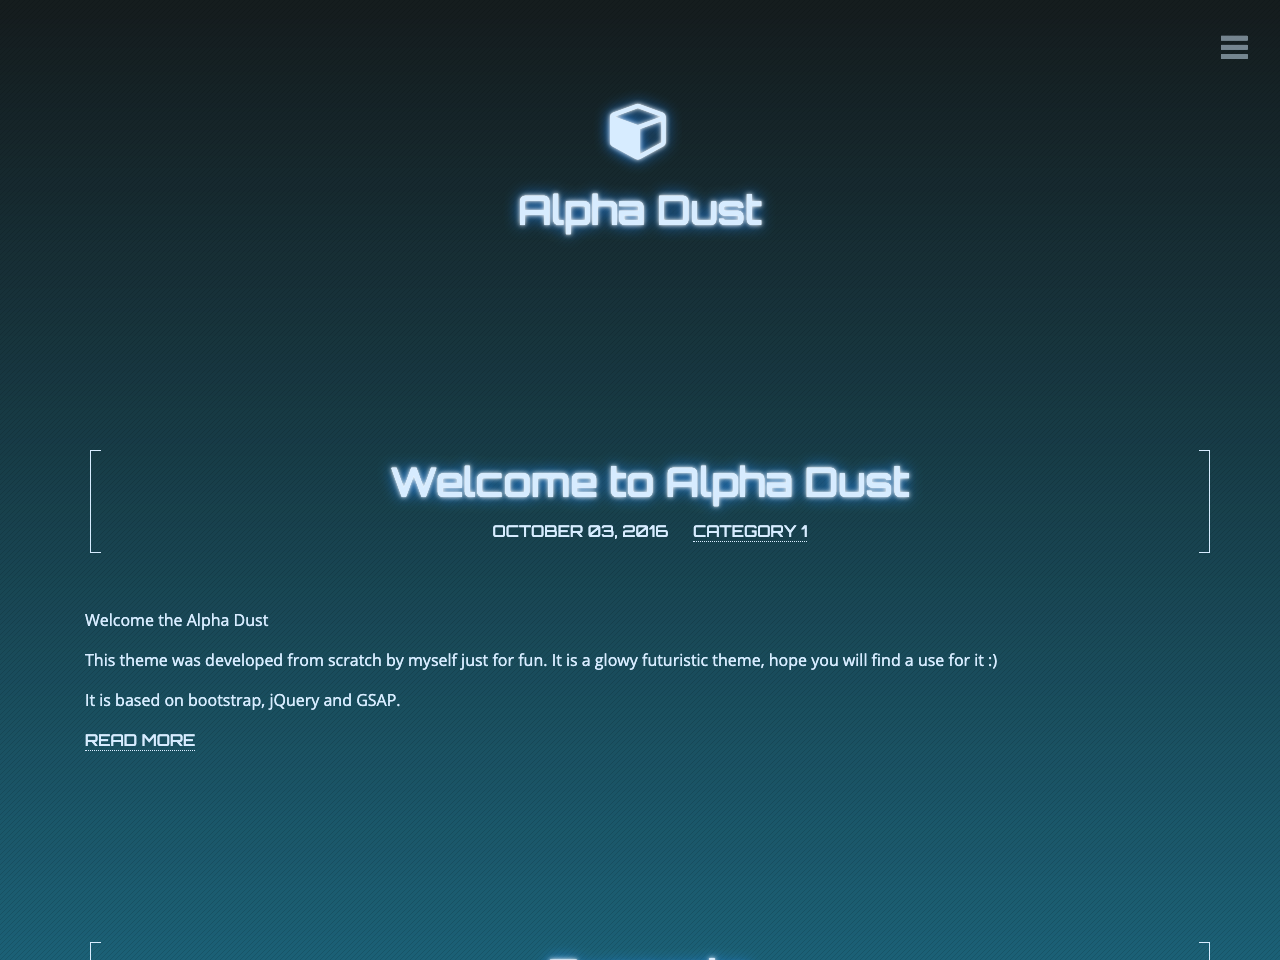 Alpha Dust
Welcome to Alpha Dust
OCTOBER 03, 2016 CATEGORY 1
Welcome the Alpha Dust
This theme was developed from scratch by myself just for fun. It is a glowy futuristic theme, hope you will find a use for it :)
It is based on bootstrap, jQuery and GSAP.
READ MORE